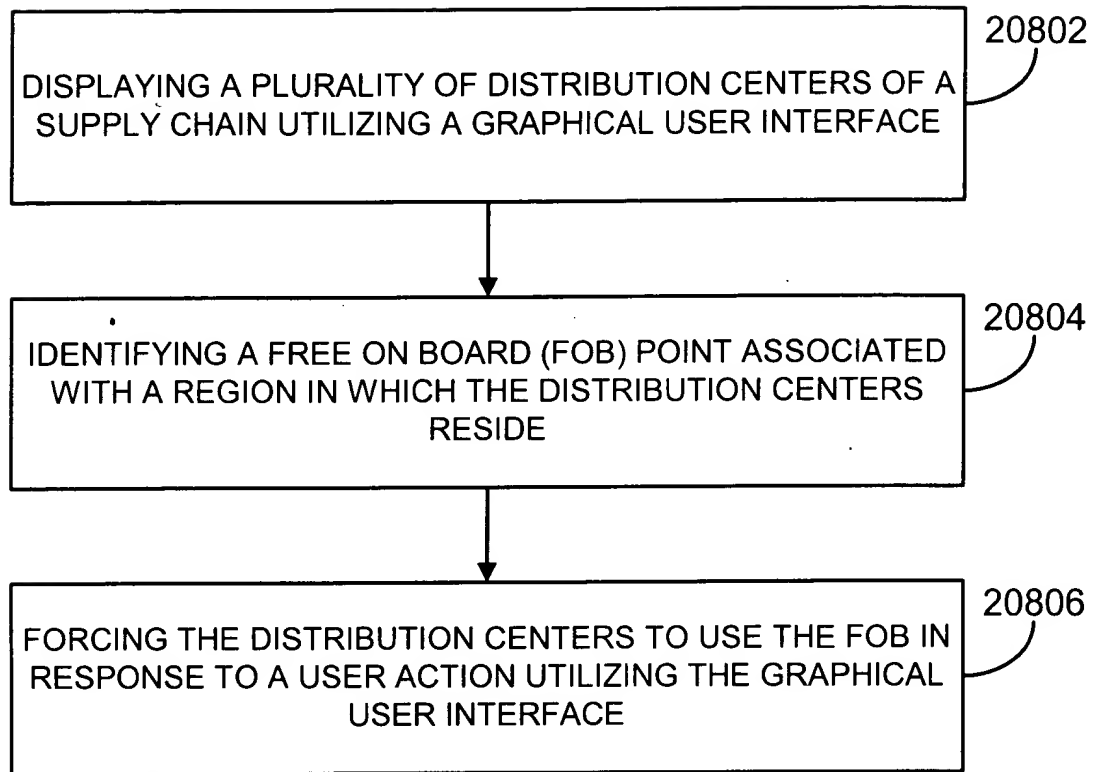 20802
DISPLAYING A PLURALITY OF DISTRIBUTION CENTERS OF A
SUPPLY CHAIN UTILIZING A GRAPHICAL USER INTERFACE
20804
IDENTIFYING A FREE ON BOARD (FOB) POINT ASSOCIATED
WITH A REGION IN WHICH THE DISTRIBUTION CENTERS
RESIDE
20806
FORCING THE DISTRIBUTION CENTERS TO USE THE FOB IN
RESPONSE TO A USER ACTION UTILIZING THE GRAPHICAL
USER INTERFACE